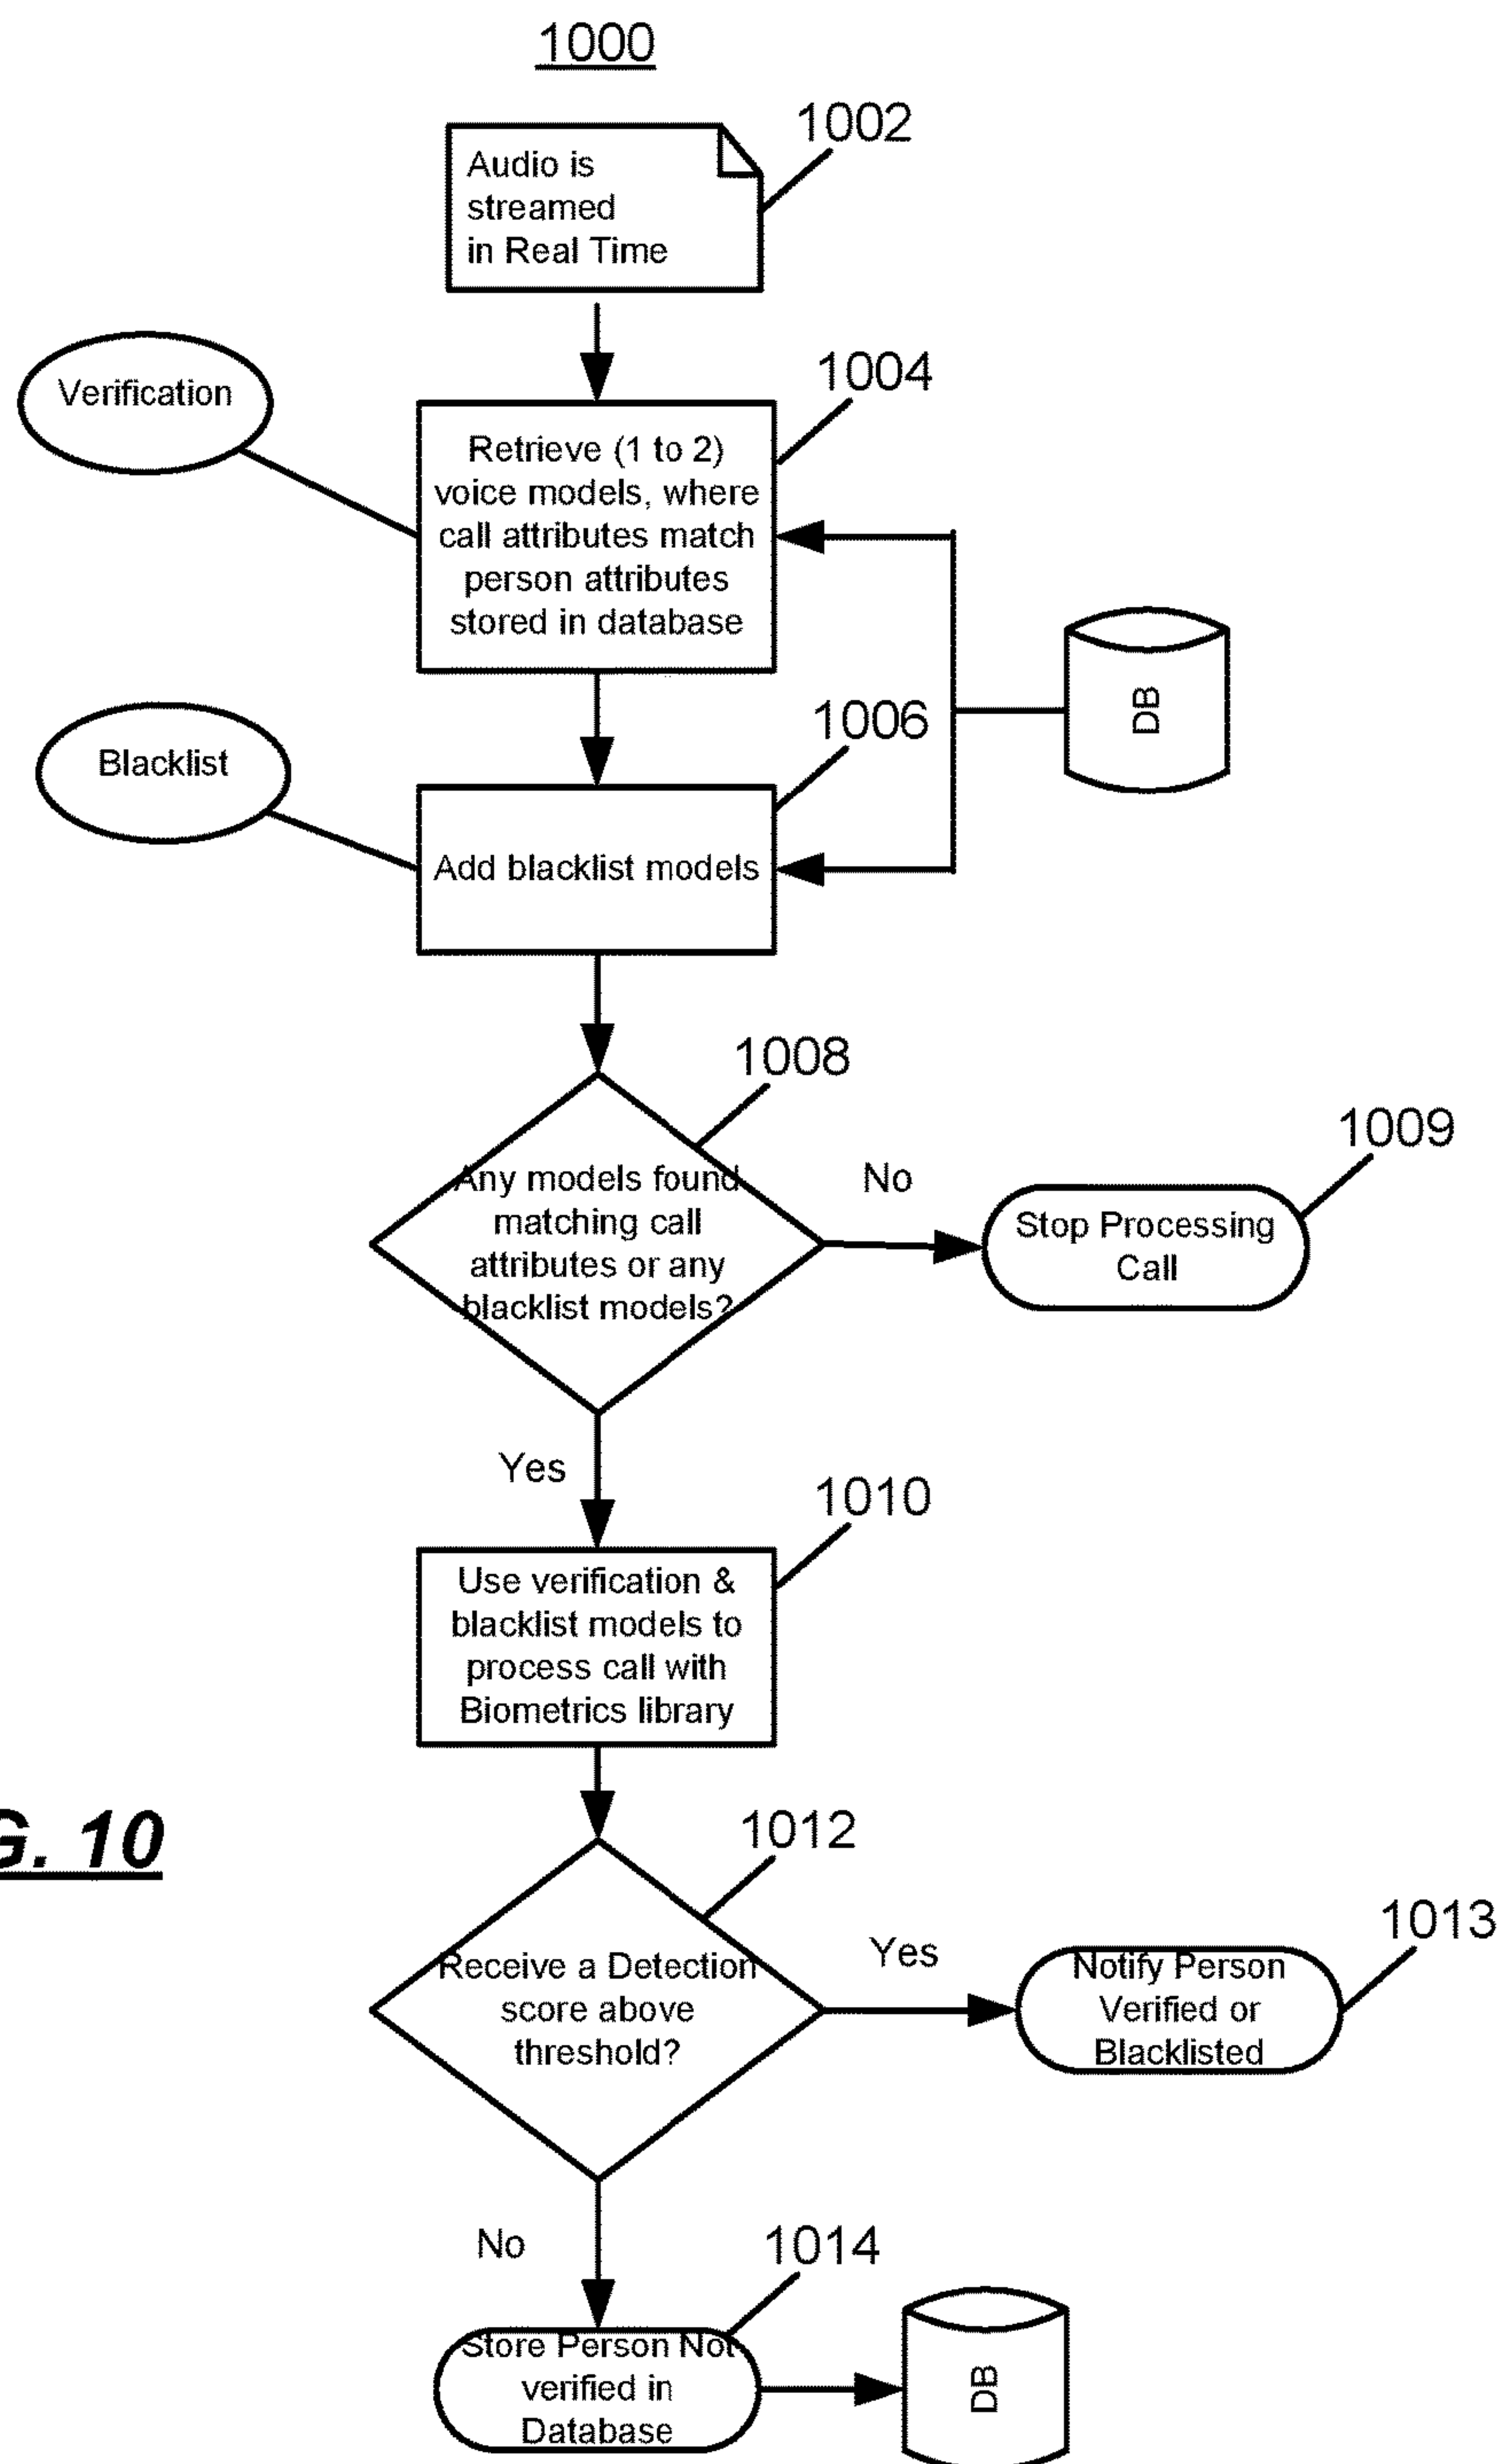 1000
1002
Audio is
streamed
in Real Time
Verification
1004
Retrieve (1 to 2)
voice models, where
call attributes match
person attributes
stored in database
DB
1006
Blacklist
Add blacklist models
1008
Any models found
matching call
attributes or any
blacklist models?
No
1009
Stop Processing
Call
Yes
1010
Use verification &
blacklist models to
process call with
Biometrics library
G. 10
1012
Receive a Detection
score above
threshold?
Yes
1013
Notify Person
Verified or
Blacklisted
No
1014
Store Person Not
verified in
Database
DB